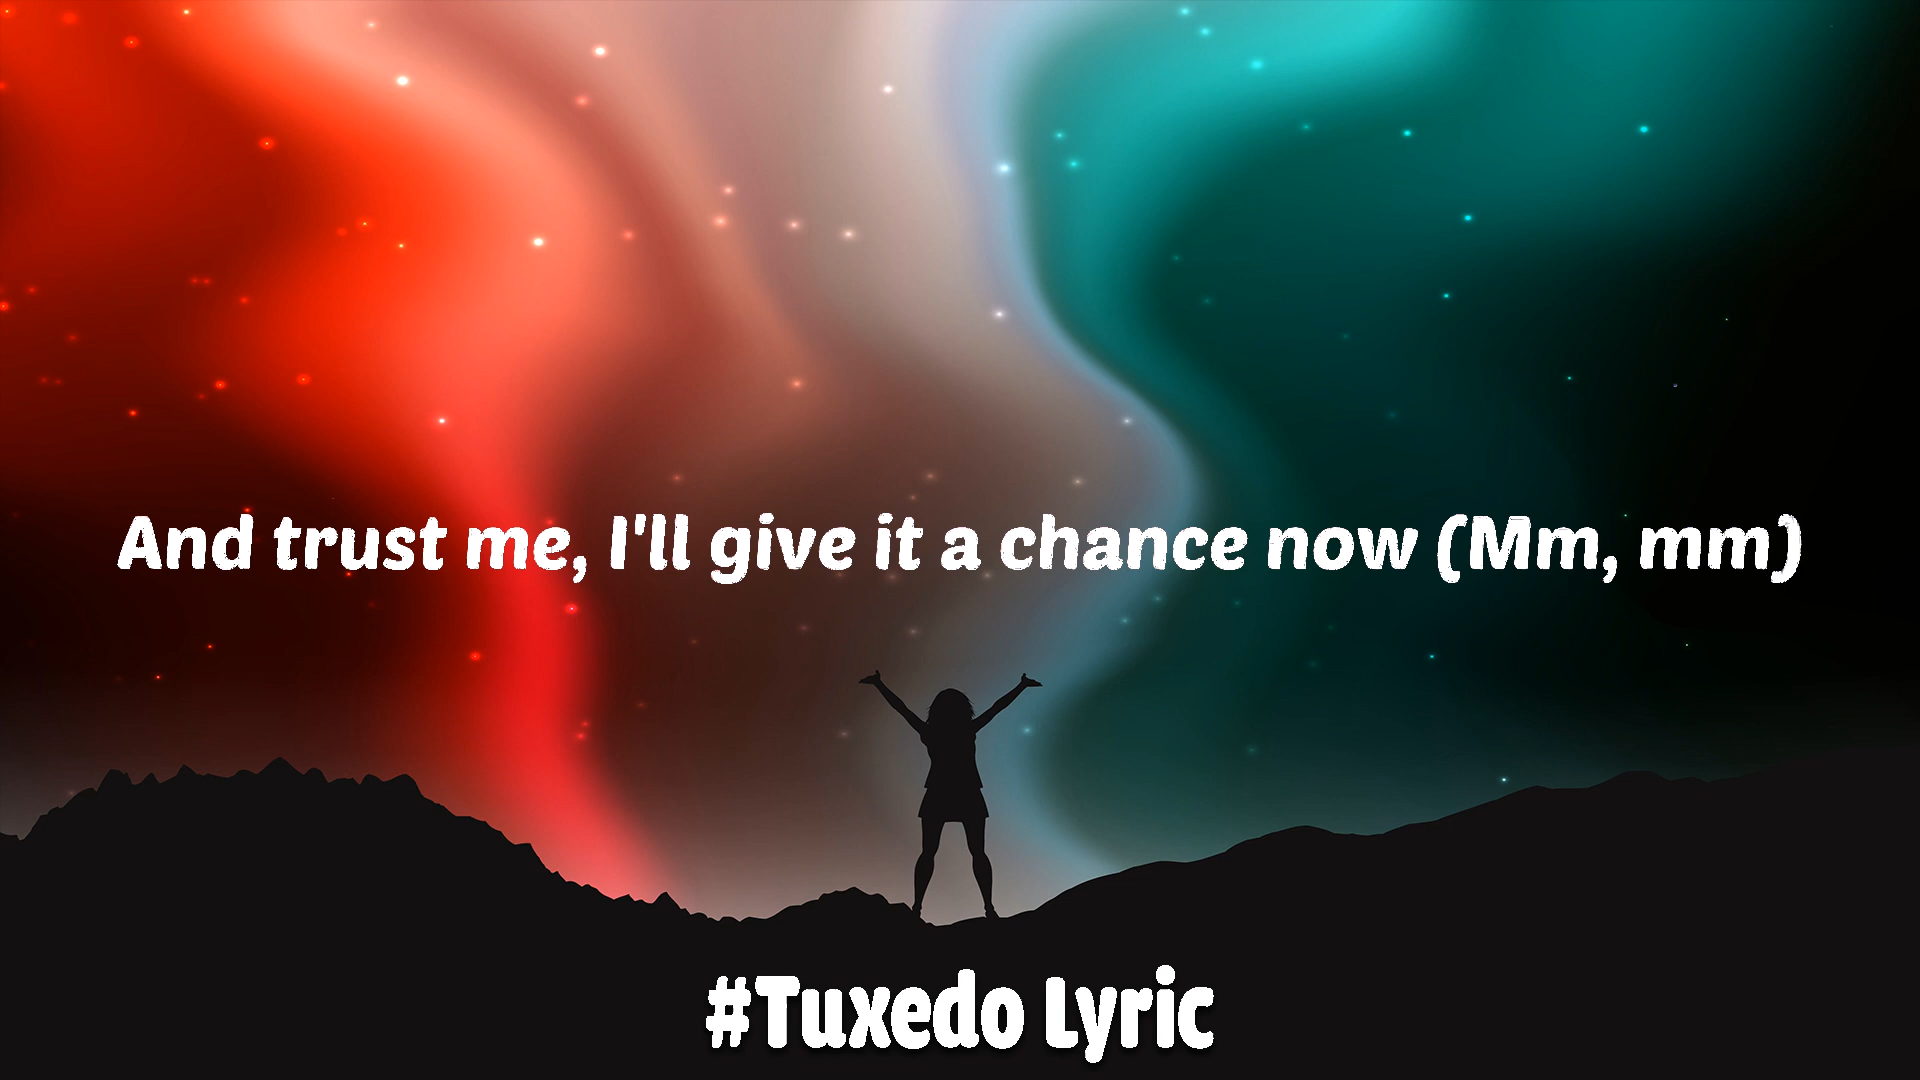 And trust me, I'll give it a chance now (Mm, mm)
#Tuxedo Lyric